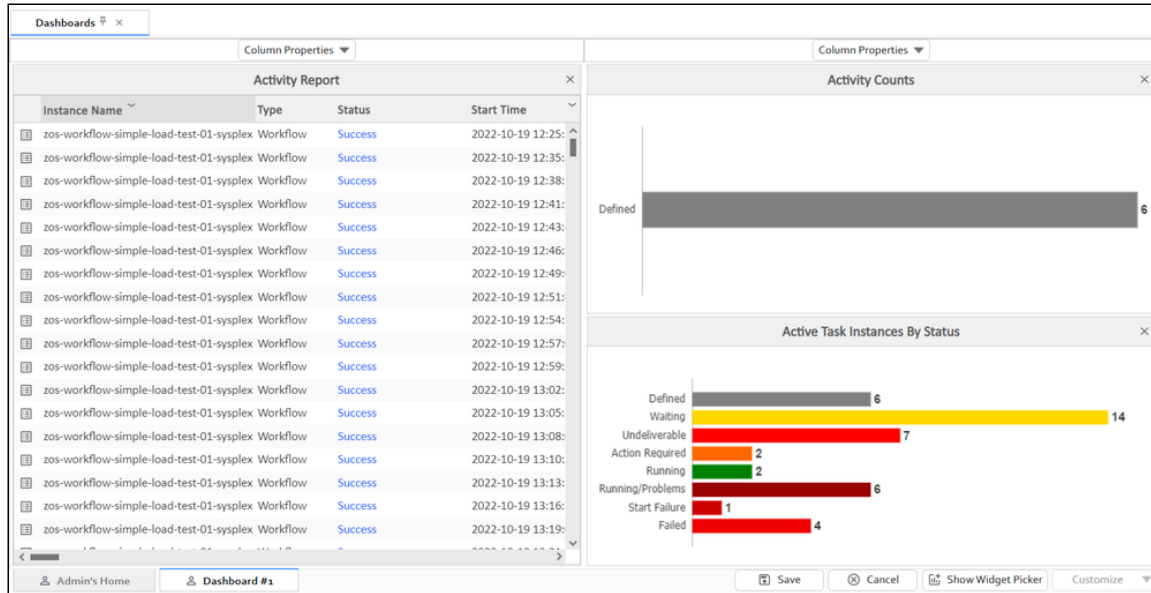 Dashboards
Column Properties
Column Properties
Activity Report
Instance Name Type Status Start Time
zos-workflow-simple-load-test-01-sysplex Workflow Success 2022-10-19 12:25:
zos-workflow-simple-load-test-01-sysplex Workflow Success 2022-10-19 12:35:
zos-workflow-simple-load-test-01-sysplex Workflow Success 2022-10-19 12:38:
zos-workflow-simple-load-test-01-sysplex Workflow Success 2022-10-19 12:41:
zos-workflow-simple-load-test-01-sysplex Workflow Success 2022-10-19 12:43:
zos-workflow-simple-load-test-01-sysplex Workflow Success 2022-10-19 12:46:
zos-workflow-simple-load-test-01-sysplex Workflow Success 2022-10-19 12:49:
zos-workflow-simple-load-test-01-sysplex Workflow Success 2022-10-19 12:51:
zos-workflow-simple-load-test-01-sysplex Workflow Success 2022-10-19 12:54:
zos-workflow-simple-load-test-01-sysplex Workflow Success 2022-10-19 12:57:
zos-workflow-simple-load-test-01-sysplex Workflow Success 2022-10-19 12:59:
zos-workflow-simple-load-test-01-sysplex Workflow Success 2022-10-19 13:02:
zos-workflow-simple-load-test-01-sysplex Workflow Success 2022-10-19 13:05:
zos-workflow-simple-load-test-01-sysplex Workflow Success 2022-10-19 13:08:
zos-workflow-simple-load-test-01-sysplex Workflow Success 2022-10-19 13:10:
zos-workflow-simple-load-test-01-sysplex Workflow Success 2022-10-19 13:13:
zos-workflow-simple-load-test-01-sysplex Workflow Success 2022-10-19 13:16:
zos-workflow-simple-load-test-01-sysplex Workflow Success 2022-10-19 13:19:
Activity Counts
Defined 6
Active Task Instances By Status
Defined 6
Waiting 14
Undeliverable 7
Action Required 2
Running 2
Running/Problems 6
Start Failure 1
Failed 4
Admin's Home
Dashboard #1
Save
Cancel
Show Widget Picker
Customize